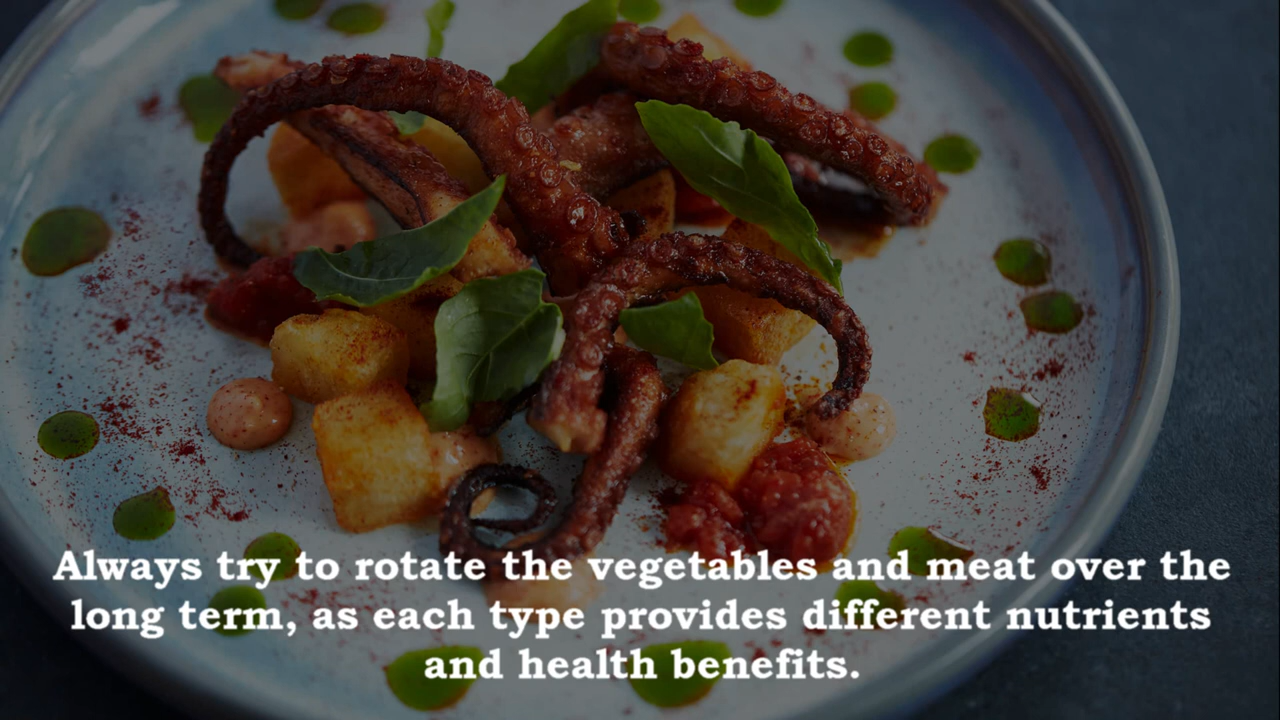 Always try to rotate the vegetables and meat over the
long term, as each type provides different nutrients
and health benefits.